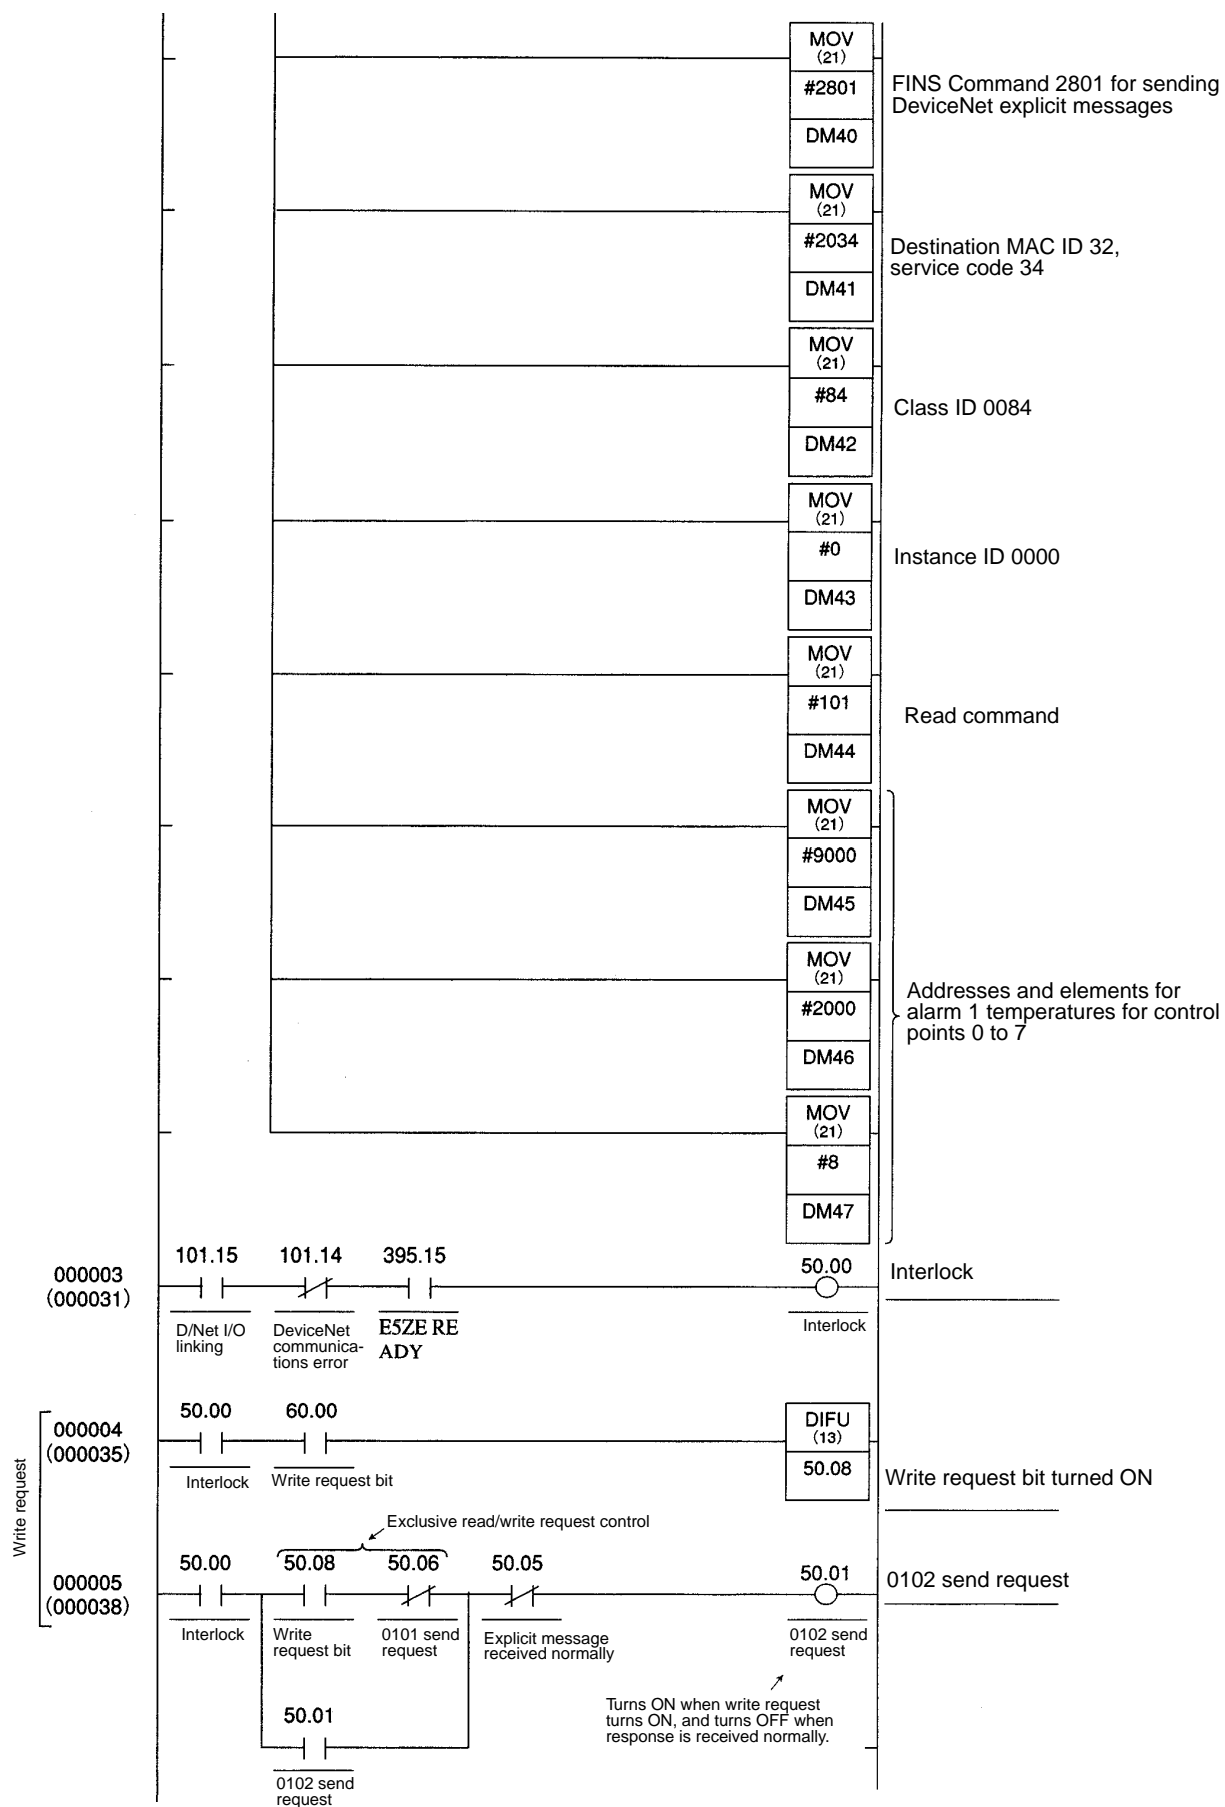 MOV
(21)
#2801
DM40
FINS Command 2801 for sending
DeviceNet explicit messages
MOV
(21)
#2034
DM41
Destination MAC ID 32,
service code 34
MOV
(21)
#84
DM42
Class ID 0084
MOV
(21)
#0
DM43
Instance ID 0000
MOV
(21)
#101
DM44
Read command
MOV
(21)
#9000
DM45
MOV
(21)
#2000
DM46
MOV
(21)
#8
DM47
Addresses and elements for
alarm 1 temperatures for control
points 0 to 7
000003
(000031)
101.15
D/Net I/O
linking
101.14
DeviceNet
communica-
tions error
395.15
E5ZE RE
ADY
50.00
Interlock
Interlock
Write request
000004
(000035)
50.00
Interlock
60.00
Write request bit
DIFU
(13)
50.08
Write request bit turned ON
Exclusive read/write request control
000005
(000038)
50.00
Interlock
50.08
Write
request bit
50.06
0101 send
request
50.05
Explicit message
received normally
50.01
0102 send
request
0102 send request
Turns ON when write request
turns ON, and turns OFF when
response is received normally.
50.01
0102 send
request